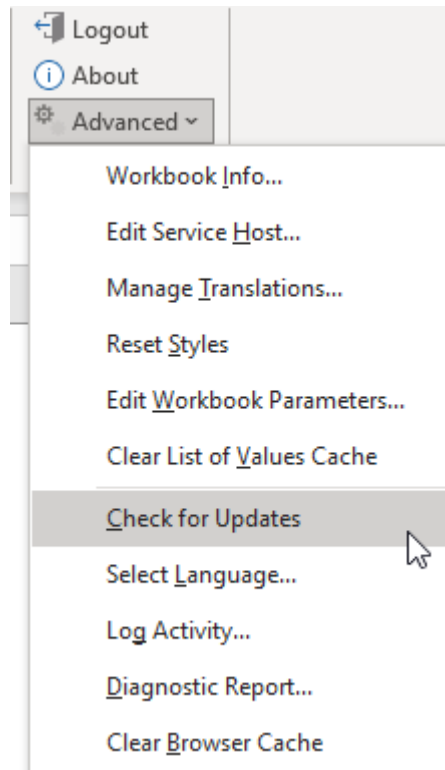 Logout
About
Advanced
Workbook Info...
Edit Service Host...
Manage Translations...
Reset Styles
Edit Workbook Parameters...
Clear List of Values Cache
Check for Updates
Select Language...
Log Activity...
Diagnostic Report...
Clear Browser Cache